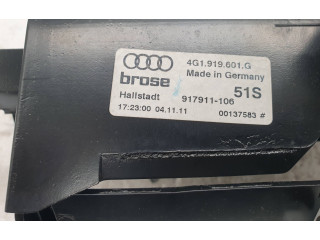 4G1.919.601.G
Made in Germany
brose
51S
Hallstadt 917911-106
17:23:00 04.11.11 00137583 #